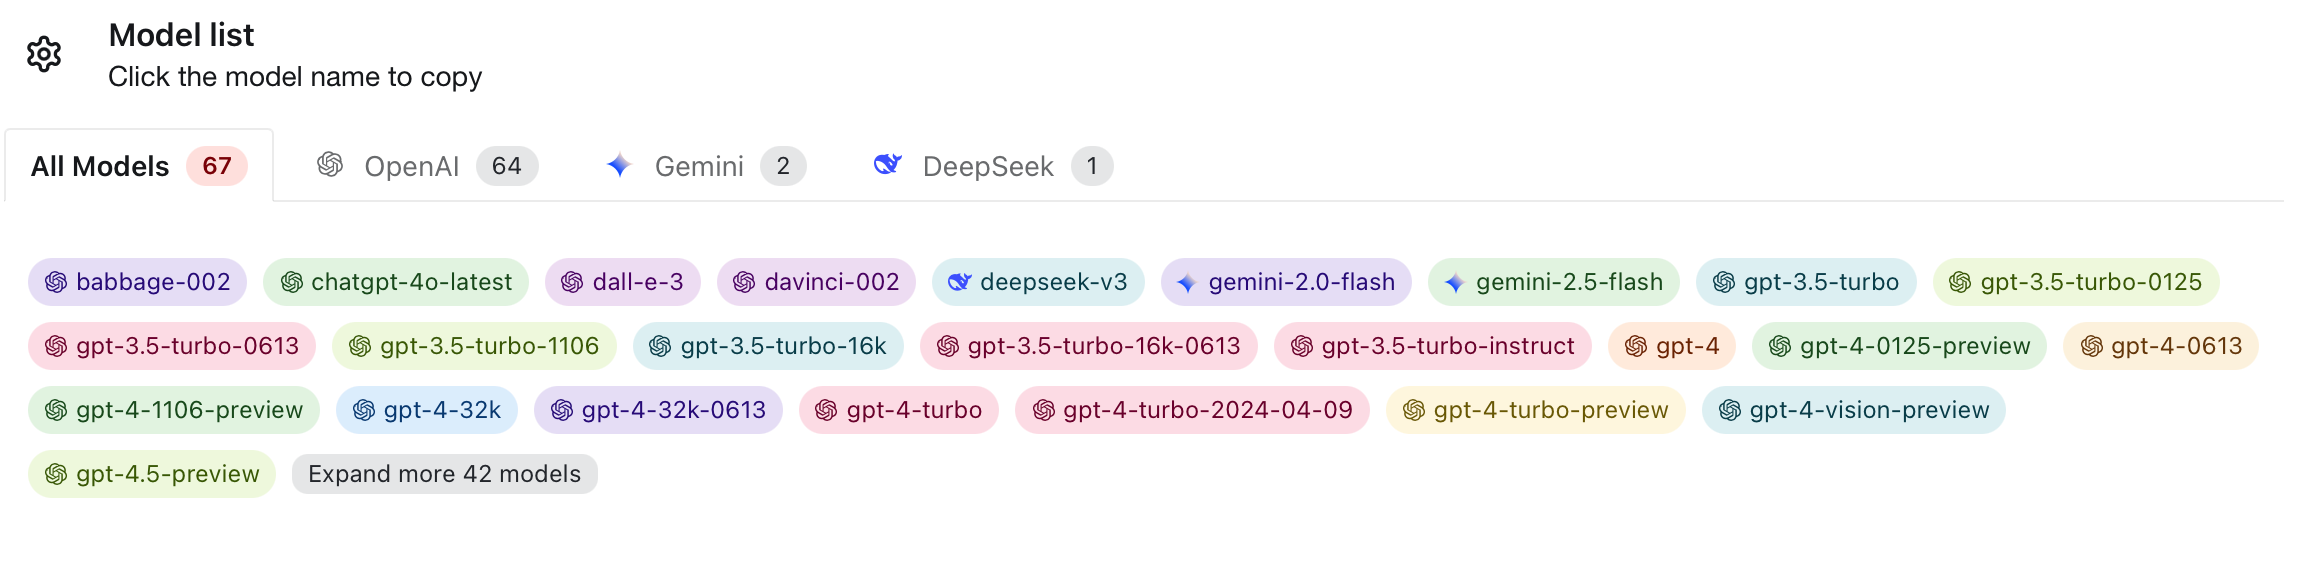 Model list
Click the model name to copy
All Models 67 OpenAI 64 Gemini 2 DeepSeek 1
babbage-002 chatgpt-4o-latest dall-e-3 davinci-002 deepseek-v3 gemini-2.0-flash gemini-2.5-flash gpt-3.5-turbo gpt-3.5-turbo-0125
gpt-3.5-turbo-0613 gpt-3.5-turbo-1106 gpt-3.5-turbo-16k gpt-3.5-turbo-16k-0613 gpt-3.5-turbo-instruct gpt-4 gpt-4-0125-preview gpt-4-0613
gpt-4-1106-preview gpt-4-32k gpt-4-32k-0613 gpt-4-turbo gpt-4-turbo-2024-04-09 gpt-4-turbo-preview gpt-4-vision-preview
gpt-4.5-preview Expand more 42 models